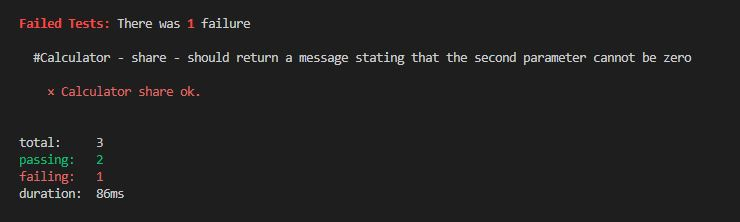 Failed Tests: There was 1 failure
#Calculator - share - should return a message stating that the second parameter cannot be zero
× Calculator share ok.
total: 3
passing: 2
failing: 1
duration: 86ms